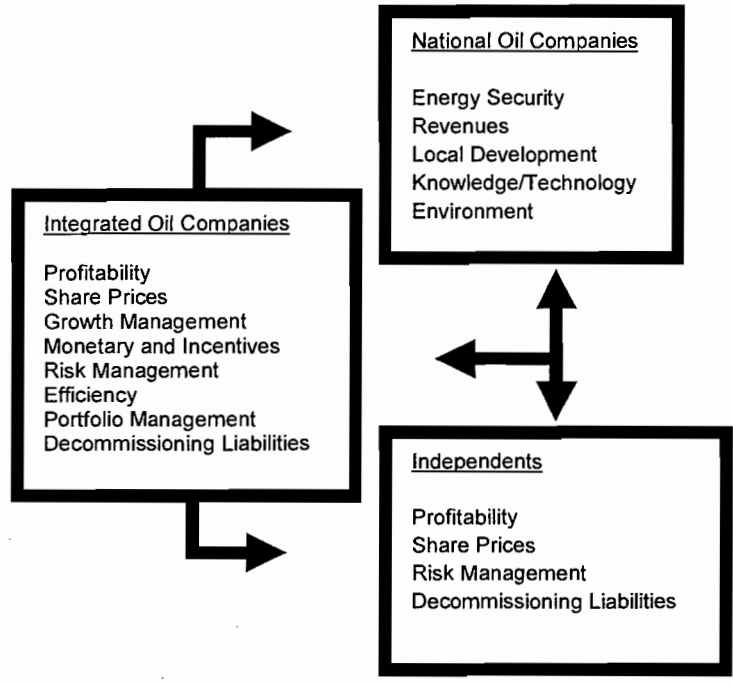 National Oil Companies
Energy Security
Revenues
Local Development
Knowledge/Technology
Environment
Integrated Oil Companies
Profitability
Share Prices
Growth Management
Monetary and Incentives
Risk Management
Efficiency
Portfolio Management
Decommissioning Liabilities
Independents
Profitability
Share Prices
Risk Management
Decommissioning Liabilities